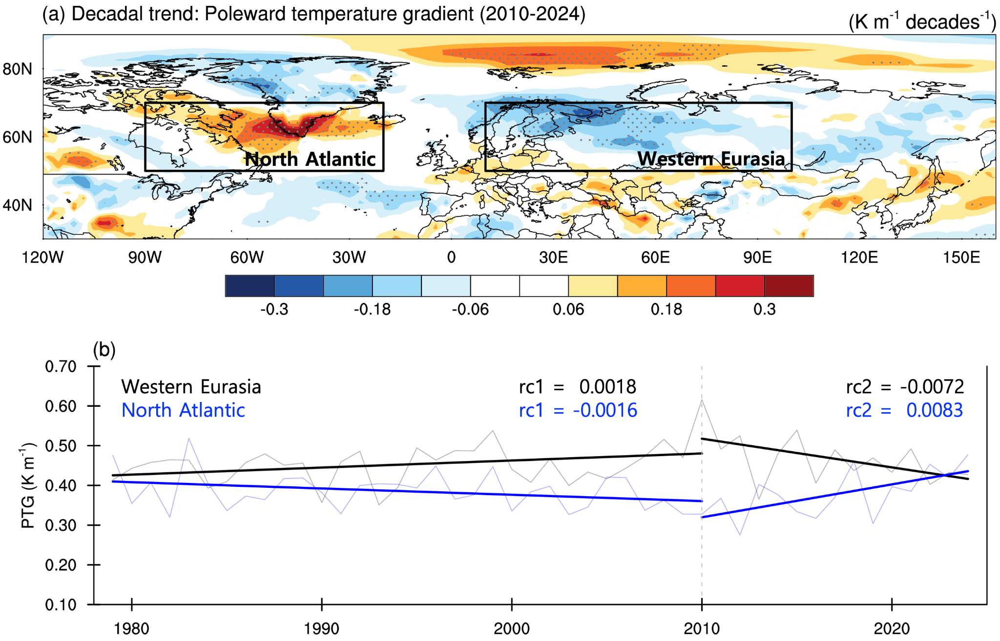 (a) Decadal trend: Poleward temperature gradient (2010-2024)
(K m⁻¹ decades⁻¹)
80N
60N
40N
North Atlantic
Western Eurasia
120W 90W 60W 30W 0 30E 60E 90E 120E 150E
-0.3 -0.18 -0.06 0.06 0.18 0.3
(b)
Western Eurasia rc1 = 0.0018 rc2 = -0.0072
North Atlantic rc1 = -0.0016 rc2 = 0.0083
PTG (K m⁻¹)
0.70
0.60
0.50
0.40
0.30
0.20
0.10
1980 1990 2000 2010 2020